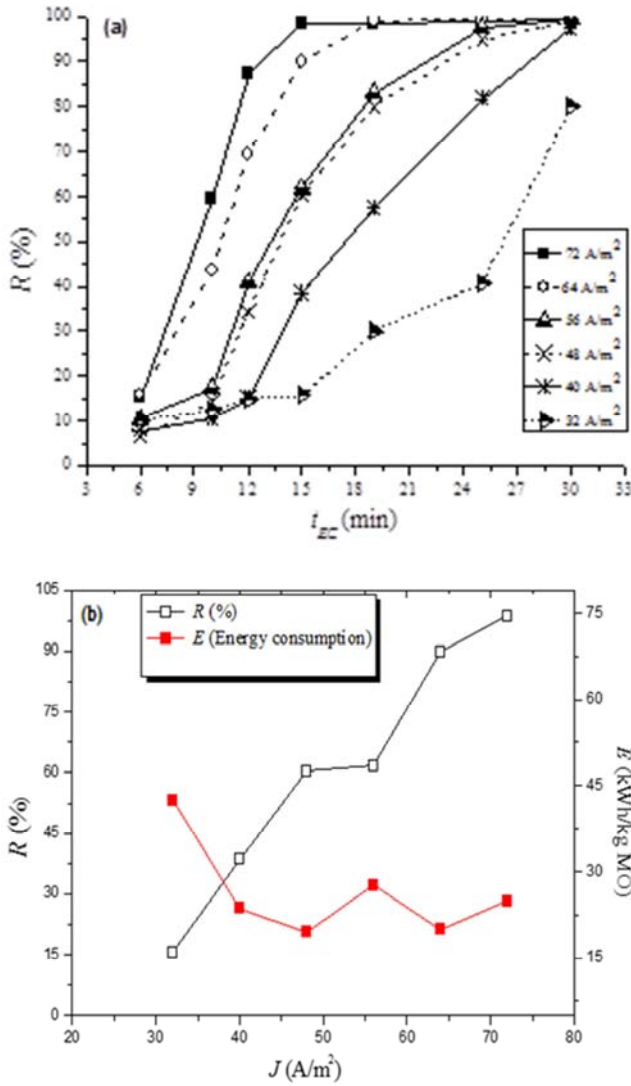 (a)
100
90
80
70
60
50
40
30
20
10
0
R (%)
3 6 9 12 15 18 21 24 27 30 33
t_EC (min)
72 A/m²
64 A/m²
56 A/m²
48 A/m²
40 A/m²
32 A/m²
(b)
R (%)
E (Energy consumption)
105
90
75
60
45
30
15
0
R (%)
75
60
45
30
15
E (kWh/kg MO)
20 30 40 50 60 70 80
J (A/m²)